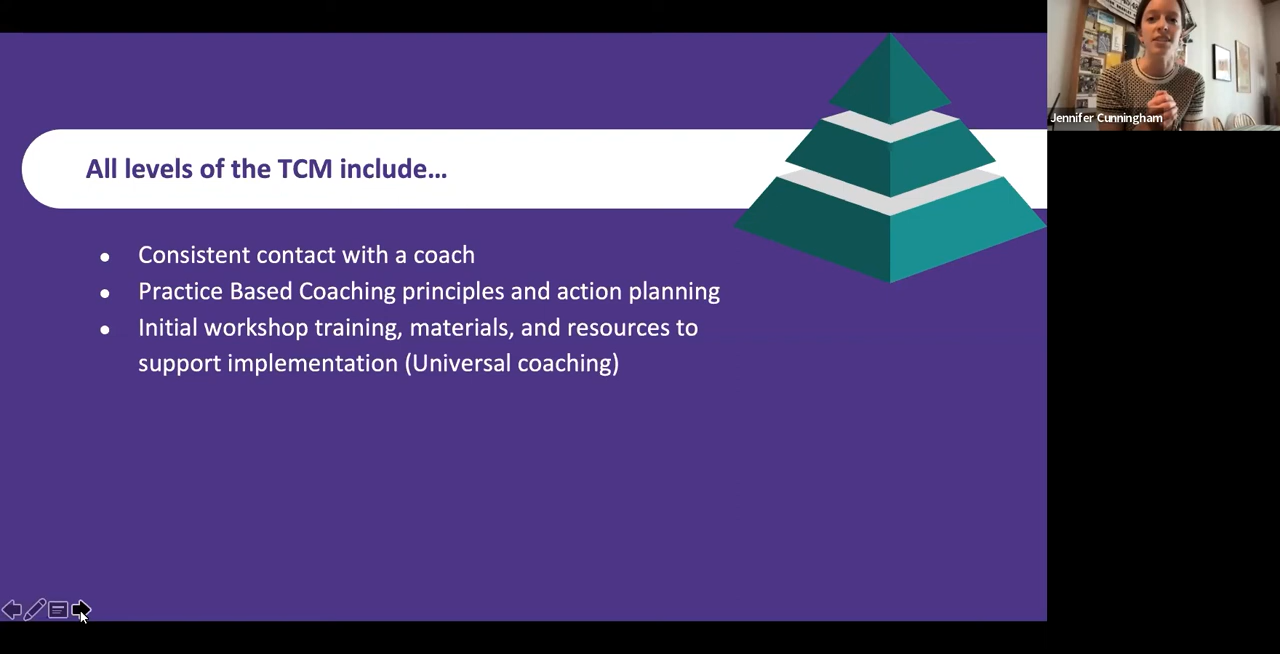 All levels of the TCM include…
● Consistent contact with a coach
● Practice Based Coaching principles and action planning
● Initial workshop training, materials, and resources to
support implementation (Universal coaching)
Jennifer Cunningham